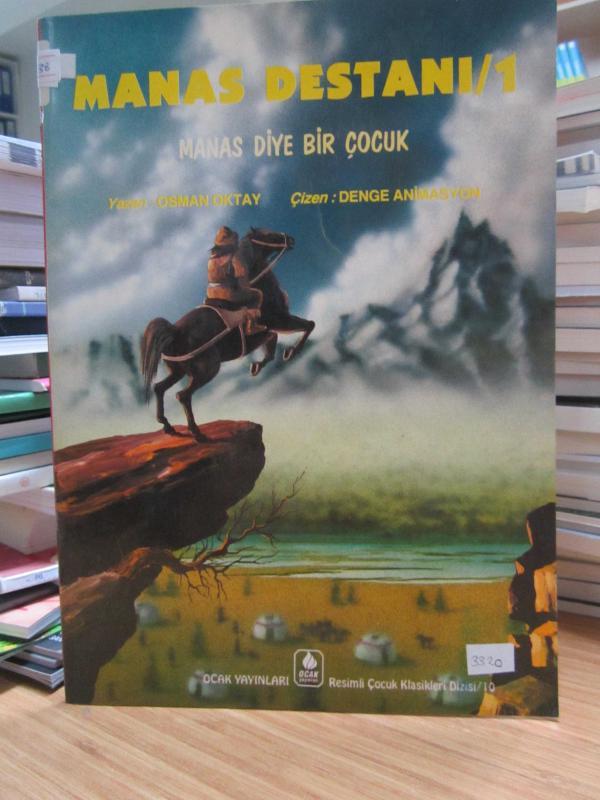 MANAS DESTANI/1
MANAS DİYE BİR ÇOCUK
Yazan : OSMAN OKTAY Çizen : DENGE ANİMASYON
3320
OCAK YAYINLARI OCAK Resimli Çocuk Klasikleri Dizisi/10